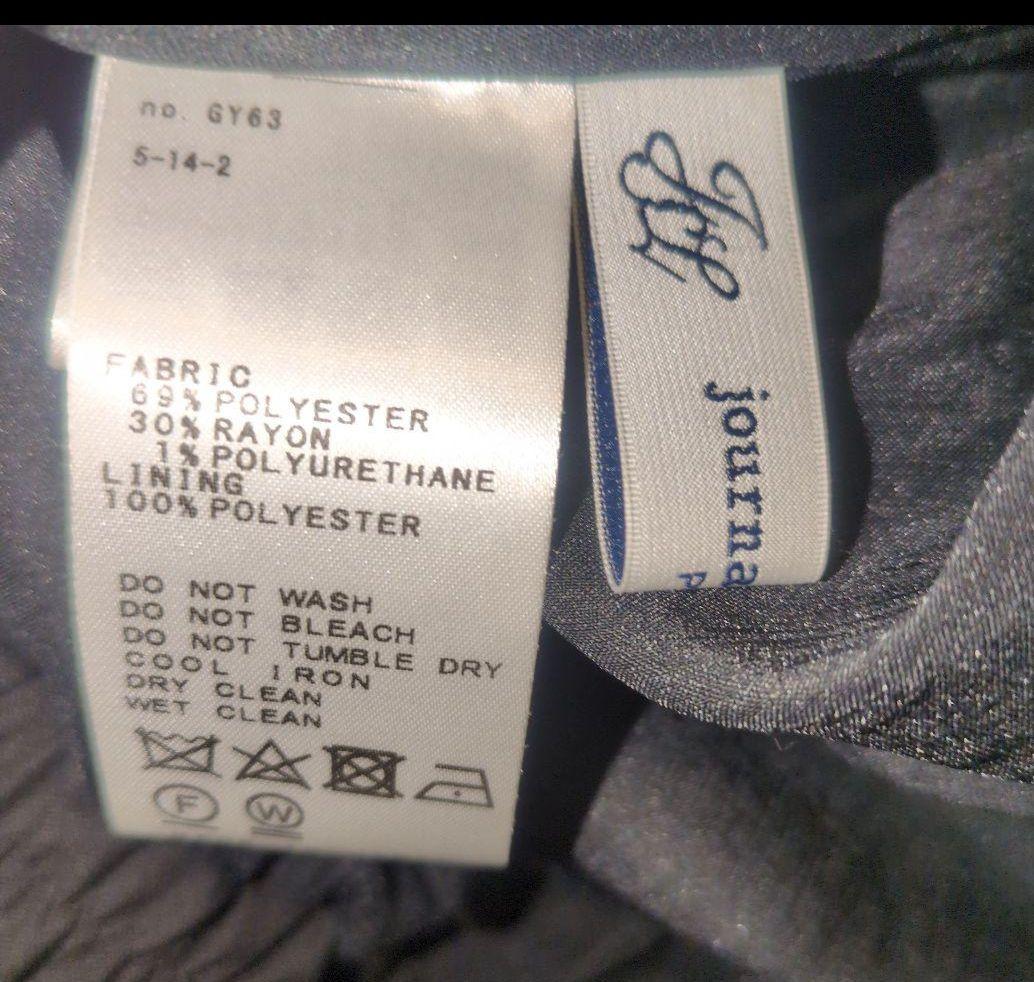 no. GY63
5-14-2
FABRIC
69% POLYESTER
30% RAYON
1% POLYURETHANE
LINING
100% POLYESTER
DO NOT WASH
DO NOT BLEACH
DO NOT TUMBLE DRY
COOL IRON
DRY CLEAN
WET CLEAN
F W
journa
P